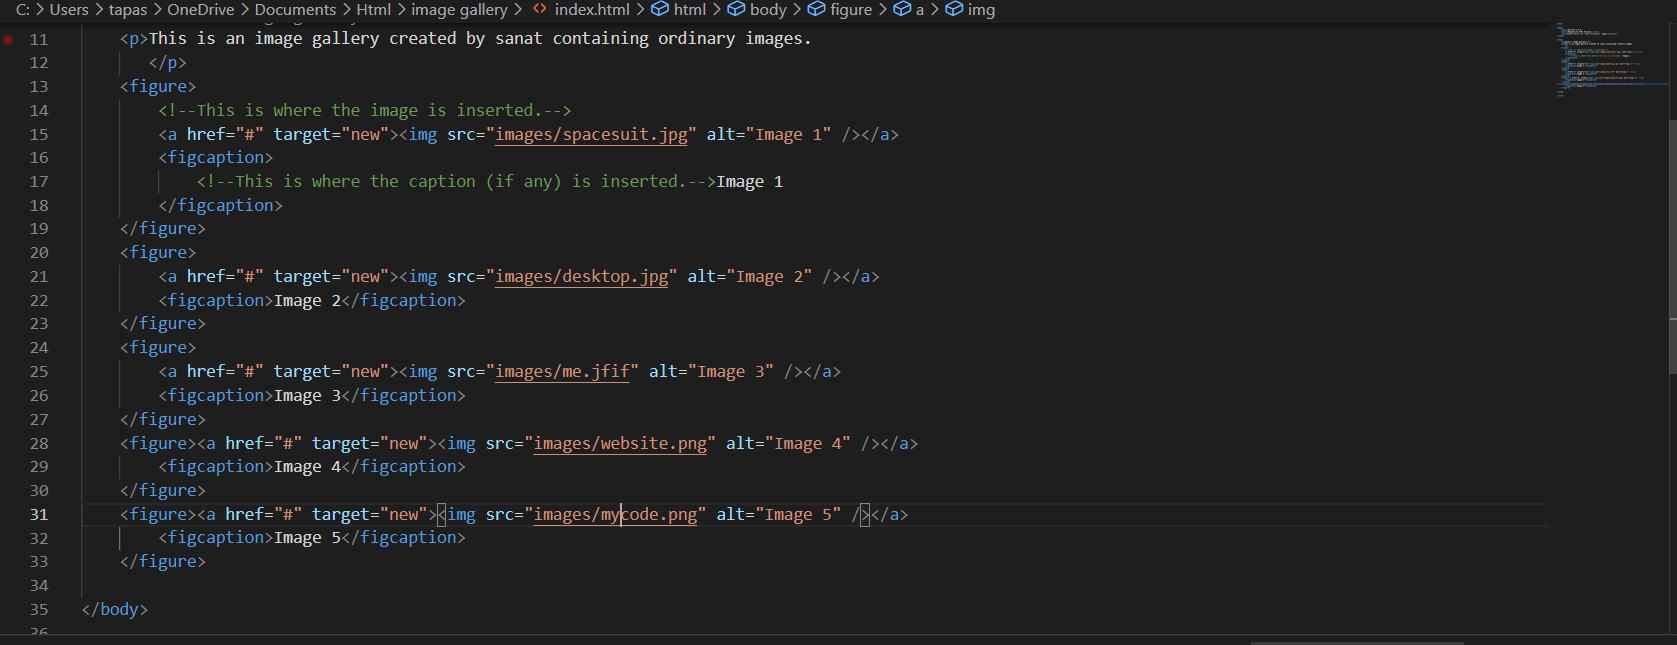 C: > Users > tapas > OneDrive > Documents > Html > image gallery > <> index.html > html > body > figure > a > img
11 <p>This is an image gallery created by sanat containing ordinary images.
12 </p>
13 <figure>
14 <!--This is where the image is inserted.-->
15 <a href="#" target="new"><img src="images/spacesuit.jpg" alt="Image 1" /></a>
16 <figcaption>
17 <!--This is where the caption (if any) is inserted.-->Image 1
18 </figcaption>
19 </figure>
20 <figure>
21 <a href="#" target="new"><img src="images/desktop.jpg" alt="Image 2" /></a>
22 <figcaption>Image 2</figcaption>
23 </figure>
24 <figure>
25 <a href="#" target="new"><img src="images/me.jfif" alt="Image 3" /></a>
26 <figcaption>Image 3</figcaption>
27 </figure>
28 <figure><a href="#" target="new"><img src="images/website.png" alt="Image 4" /></a>
29 <figcaption>Image 4</figcaption>
30 </figure>
31 <figure><a href="#" target="new"><img src="images/mycode.png" alt="Image 5" /></a>
32 <figcaption>Image 5</figcaption>
33 </figure>
34
35 </body>
36